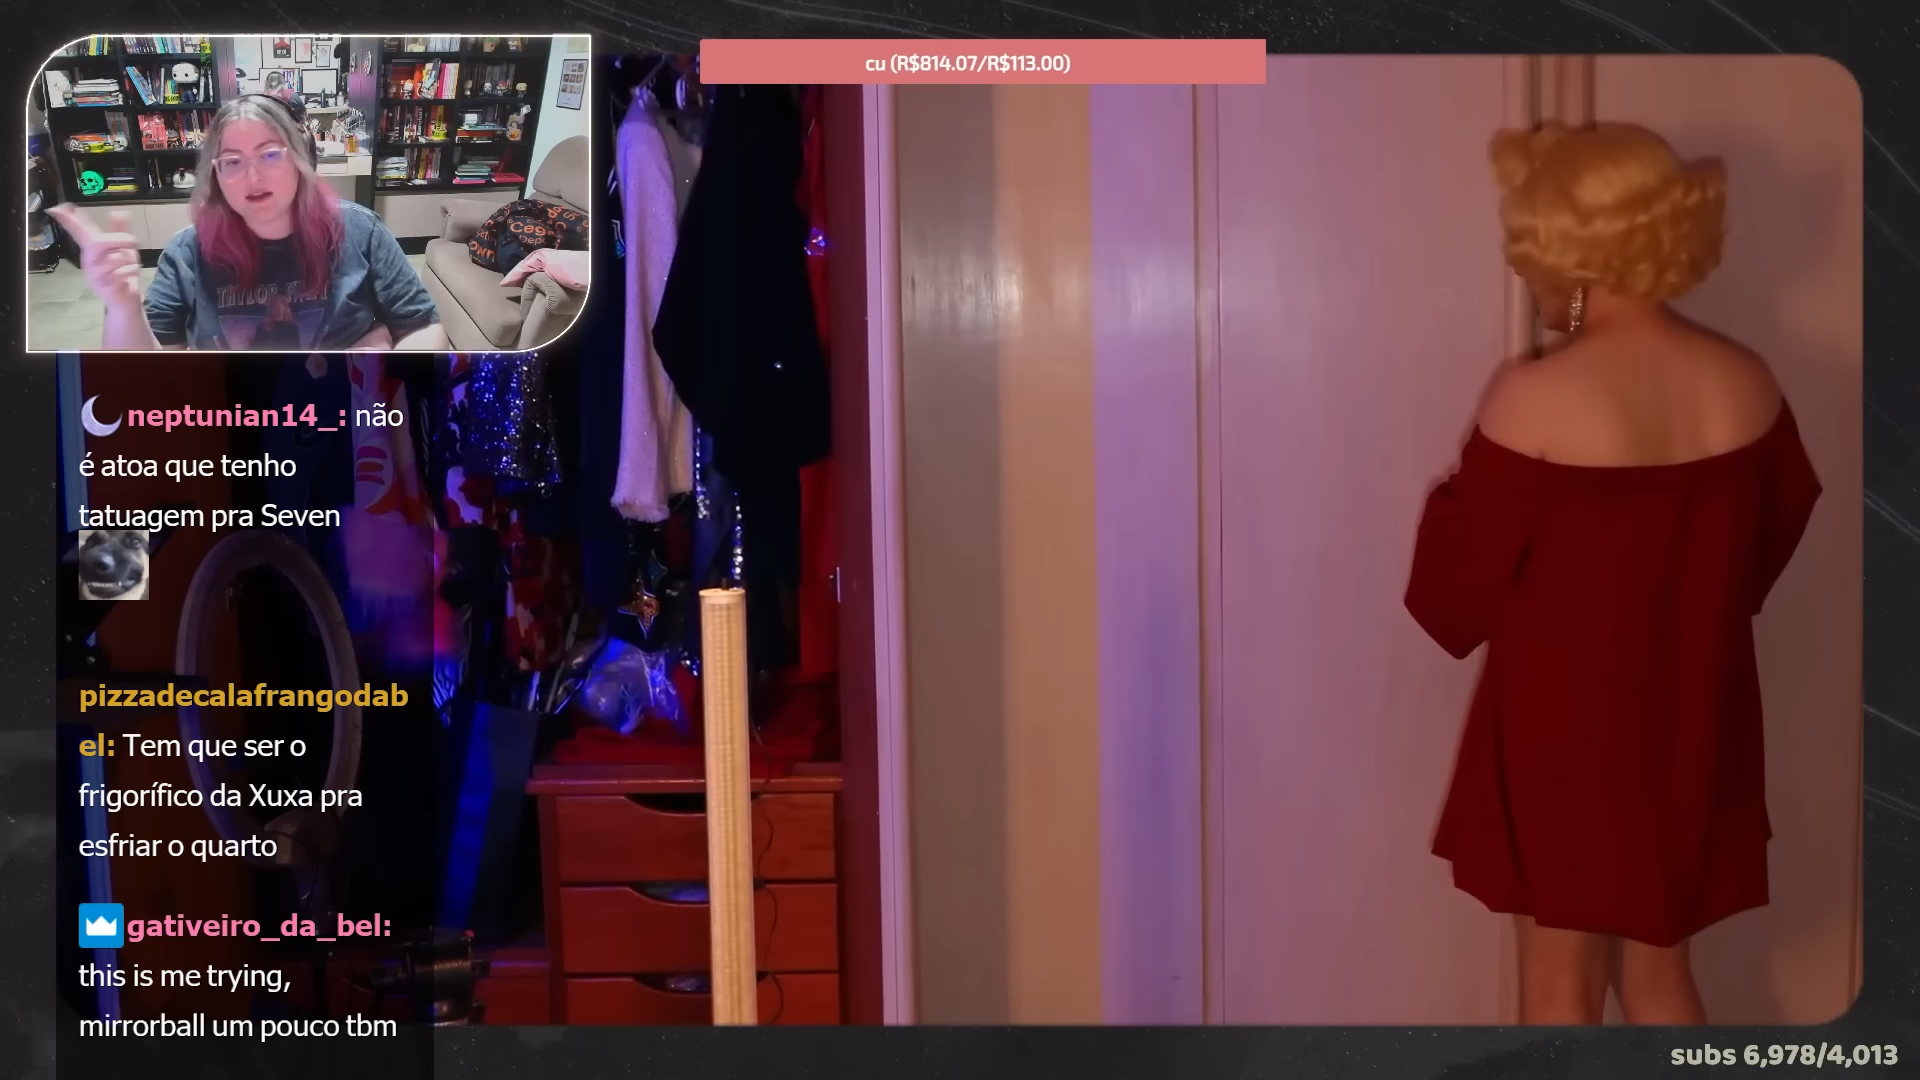 cu (R$814.07/R$113.00)
TAYLOR SWIFT
neptunian14_: não
é atoa que tenho
tatuagem pra Seven
pizzadecalafrangodab
el: Tem que ser o
frigorífico da Xuxa pra
esfriar o quarto
gativeiro_da_bel:
this is me trying,
mirrorball um pouco tbm
subs 6,978/4,013